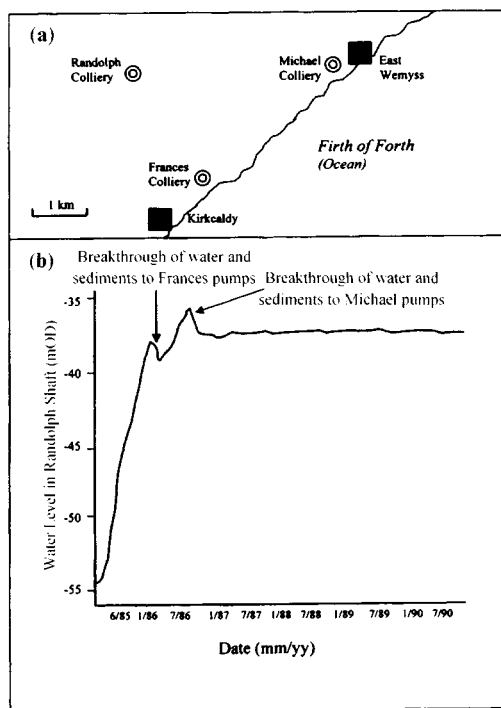 (a)
Randolph
Colliery
Michael
Colliery
East
Wemyss
Firth of Forth
(Ocean)
Frances
Colliery
1 km
Kirkcaldy
(b)
Breakthrough of water and
sediments to Frances pumps
Breakthrough of water and
sediments to Michael pumps
Water Level in Randolph Shaft (mOD)
-35
-40
-45
-50
-55
6/85 1/86 7/86 1/87 7/87 1/88 7/88 1/89 7/89 1/90 7/90
Date (mm/yy)